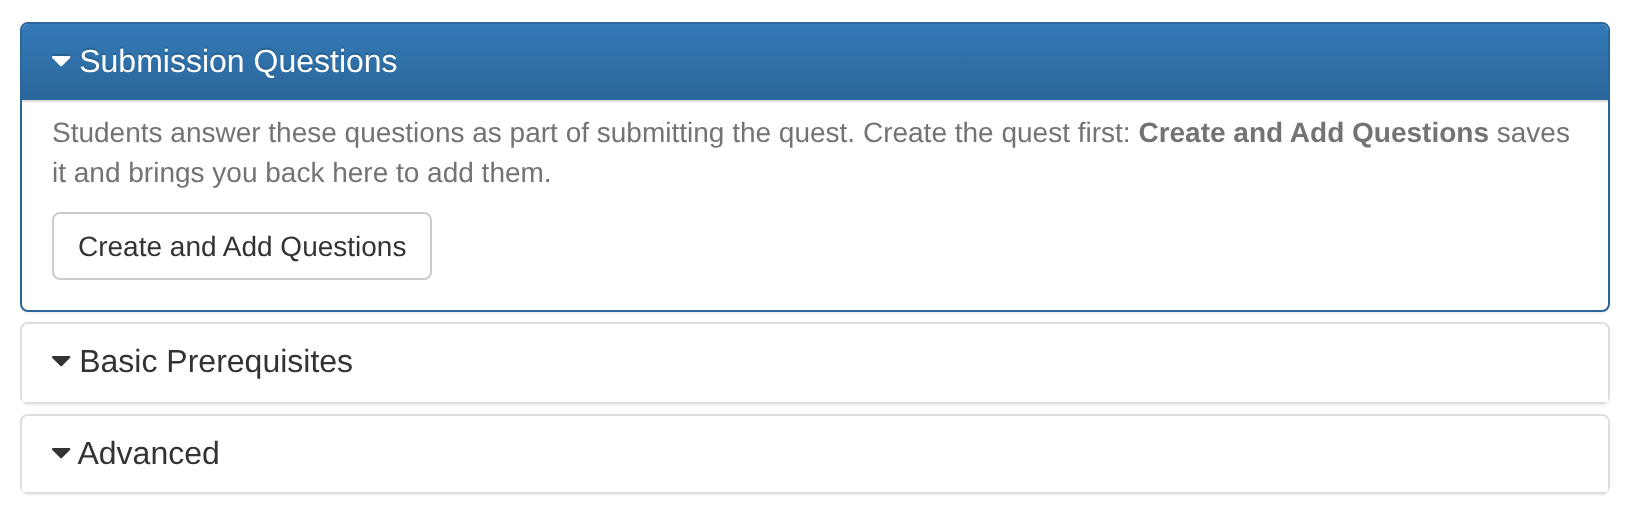 Submission Questions
Students answer these questions as part of submitting the quest. Create the quest first: Create and Add Questions saves
it and brings you back here to add them.
Create and Add Questions
Basic Prerequisites
Advanced